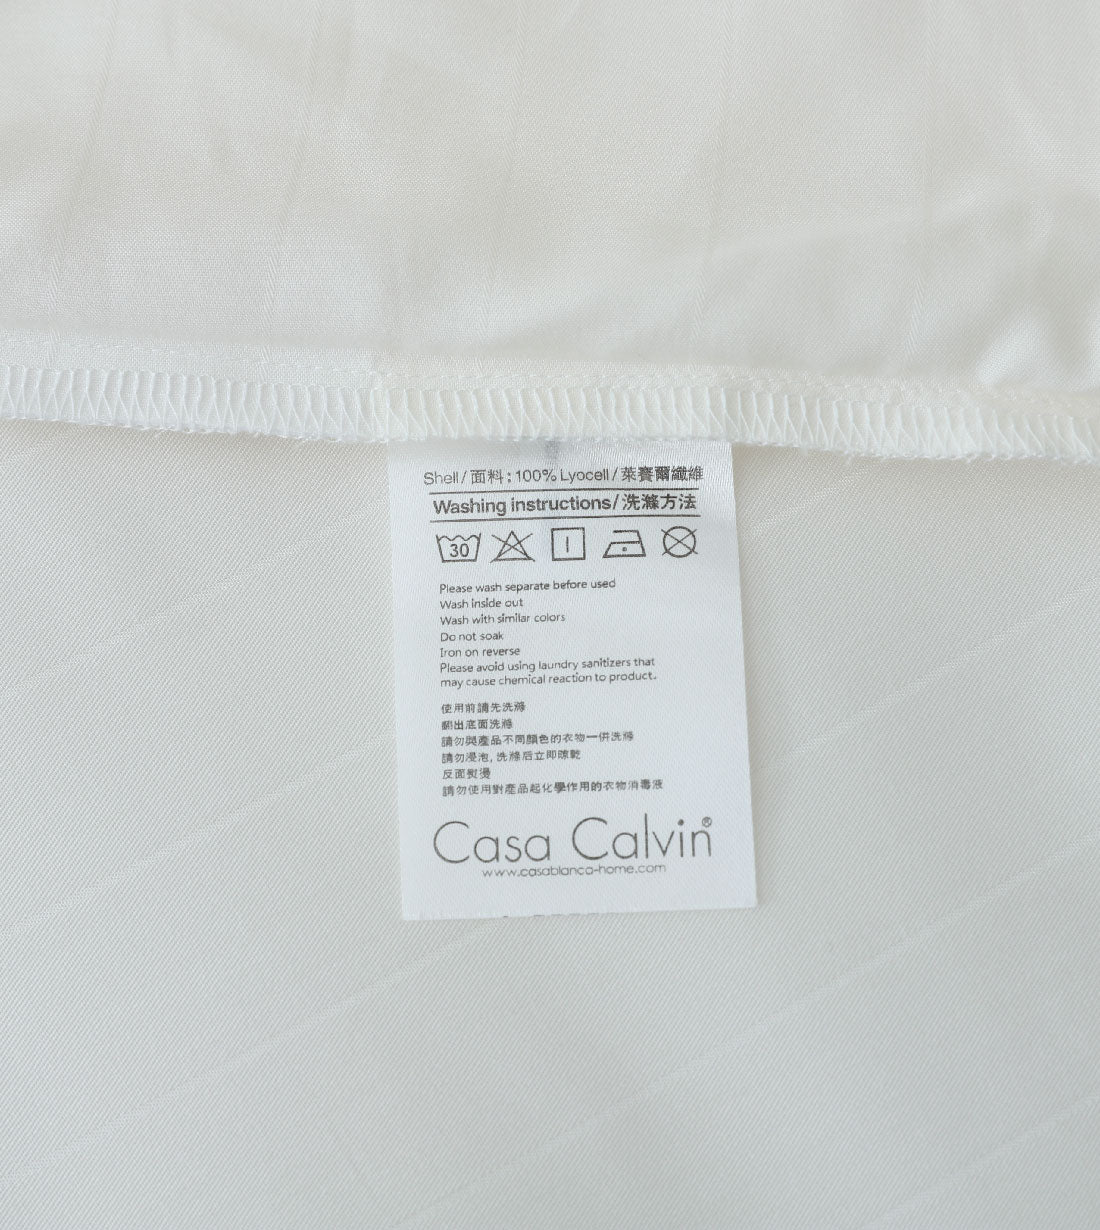 Shell/面料:100% Lyocell/萊賽爾纖維
Washing instructions/洗滌方法
30
Please wash separate before used
Wash inside out
Wash with similar colors
Do not soak
Iron on reverse
Please avoid using laundry sanitizers that
may cause chemical reaction to product.
使用前請先洗滌
翻出底面洗滌
請勿與產品不同顏色的衣物一併洗滌
請勿浸泡, 洗滌后立即晾乾
反面熨燙
請勿使用對產品起化學作用的衣物消毒液
Casa Calvin®
www.casablanca-home.com